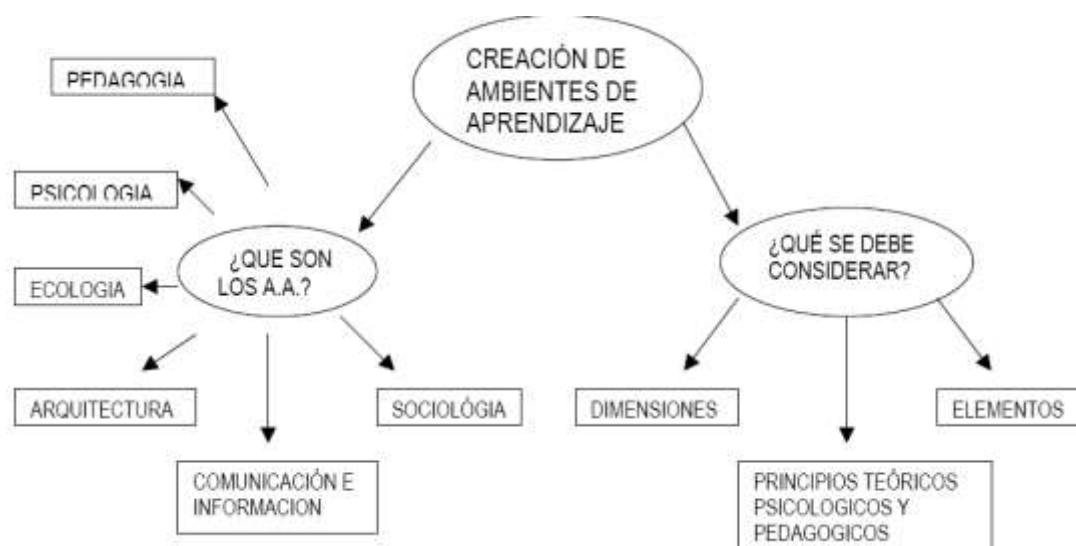 CREACIÓN DE
AMBIENTES DE
APRENDIZAJE
PEDAGOGIA
PSICOLOGIA
¿QUE SON
LOS A.A.?
ECOLOGIA
ARQUITECTURA
SOCIOLÓGIA
COMUNICACIÓN E
INFORMACION
¿QUÉ SE DEBE
CONSIDERAR?
DIMENSIONES
ELEMENTOS
PRINCIPIOS TEÓRICOS
PSICOLOGICOS Y
PEDAGOGICOS